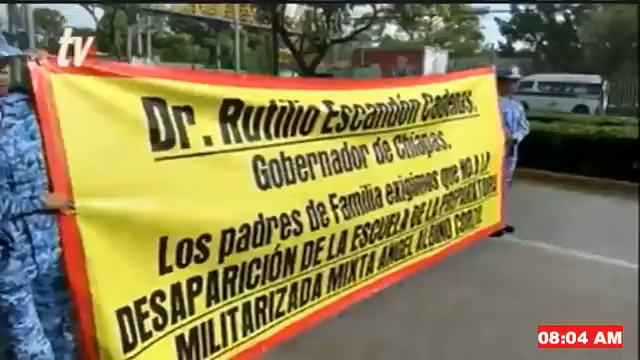 tv
Dr. Rutilio Escandón Cadenas.
Gobernador de Chiapas.
Los padres de Familia exigimos que NO A LA
DESAPARICIÓN DE LA ESCUELA DE LA PREPARATORIA
MILITARIZADA MIXTA ANGEL ALBINO CORZO.
08:04 AM